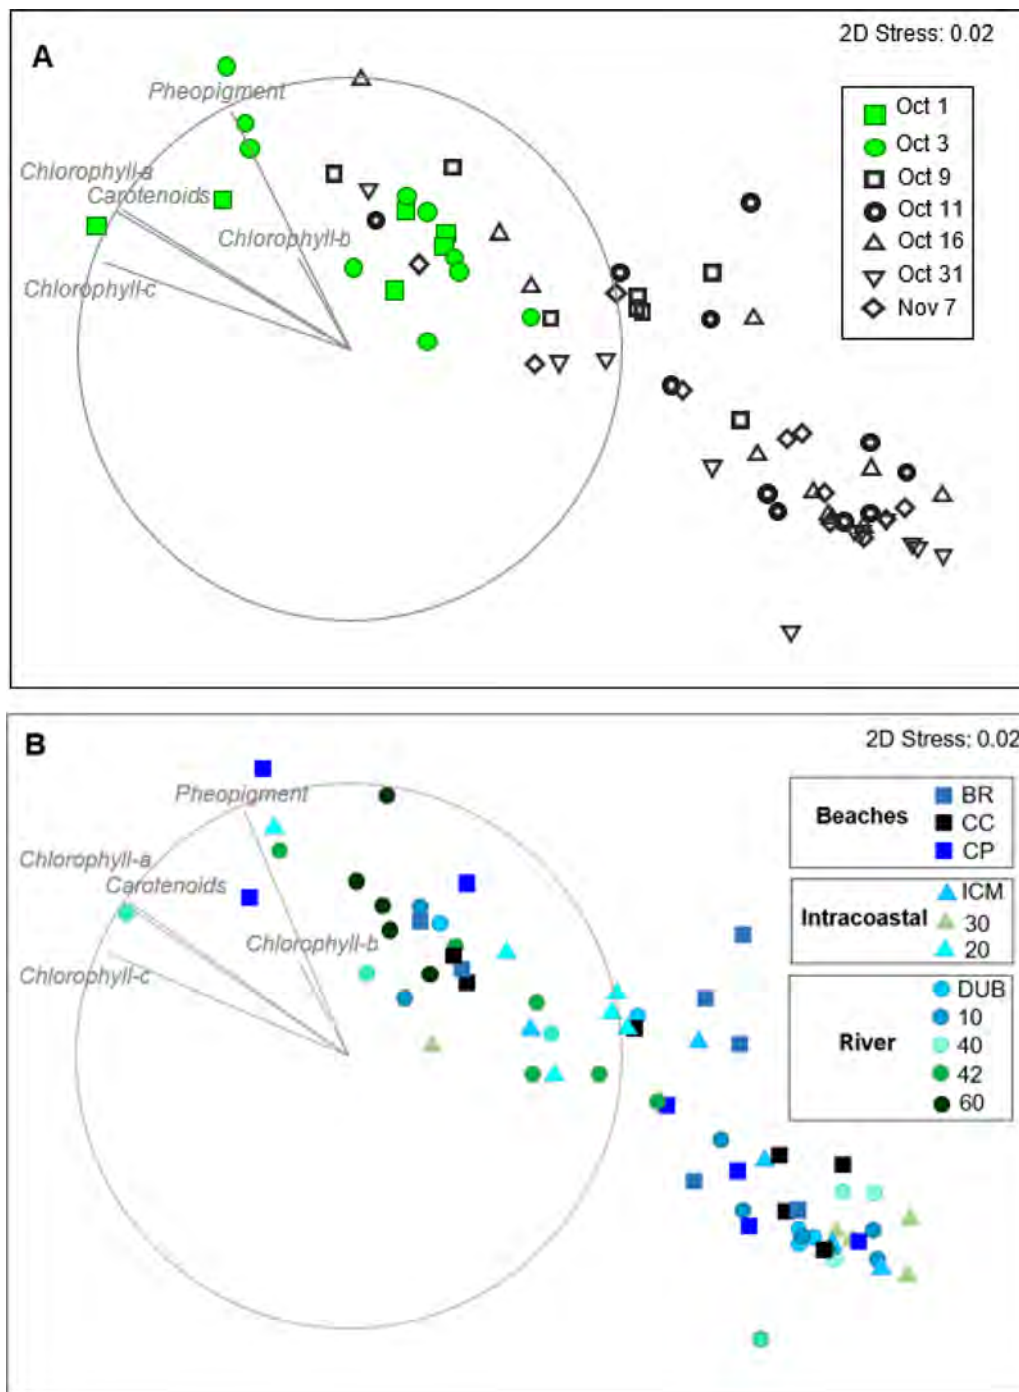 A
2D Stress: 0.02
Pheopigment
Chlorophyll-a
Carotenoids
Chlorophyll-b
Chlorophyll-c
Oct 1
Oct 3
Oct 9
Oct 11
Oct 16
Oct 31
Nov 7
B
2D Stress: 0.02
Pheopigment
Chlorophyll-a
Carotenoids
Chlorophyll-b
Chlorophyll-c
Beaches
BR
CC
CP
Intracoastal
ICM
30
20
River
DUB
10
40
42
60